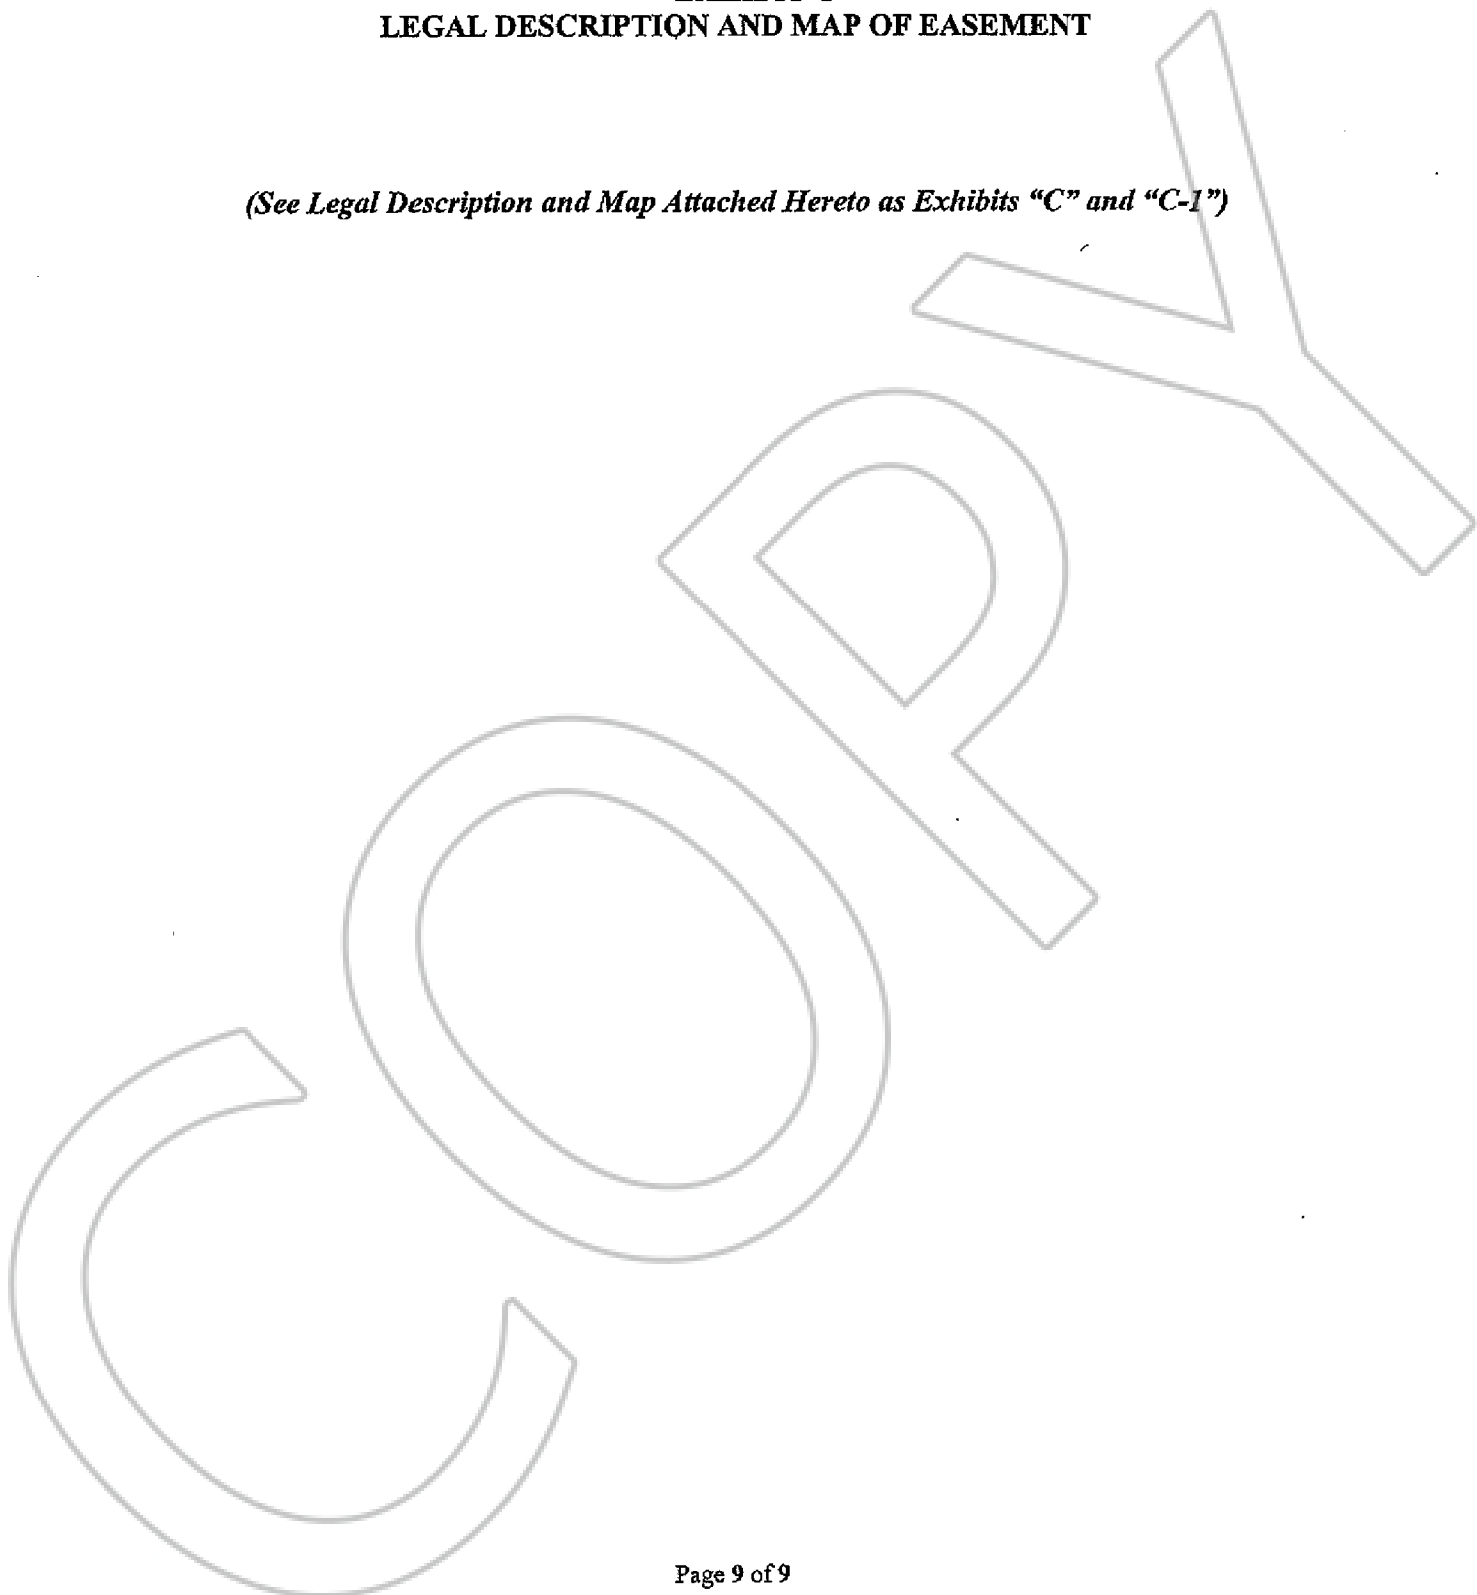 LEGAL DESCRIPTION AND MAP OF EASEMENT
(See Legal Description and Map Attached Hereto as Exhibits “C” and “C-1”)
COPY
Page 9 of 9